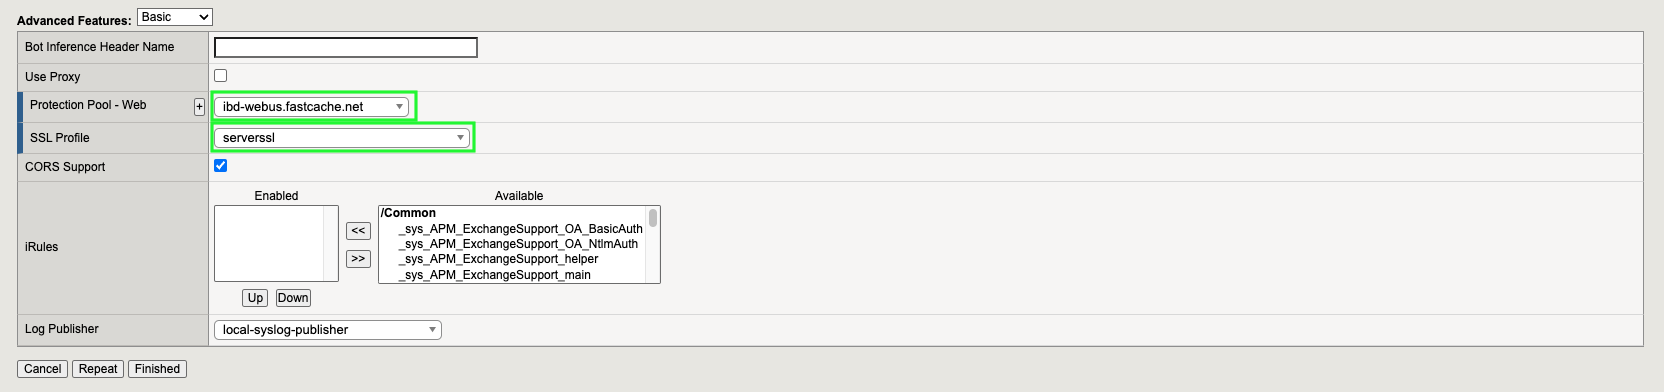 Advanced Features: Basic
Bot Inference Header Name
Use Proxy
Protection Pool - Web + ibd-webus.fastcache.net
SSL Profile serverssl
CORS Support
Enabled Available
/Common
_sys_APM_ExchangeSupport_OA_BasicAuth
<< _sys_APM_ExchangeSupport_OA_NtlmAuth
iRules >> _sys_APM_ExchangeSupport_helper
_sys_APM_ExchangeSupport_main
Up Down
Log Publisher local-syslog-publisher
Cancel Repeat Finished